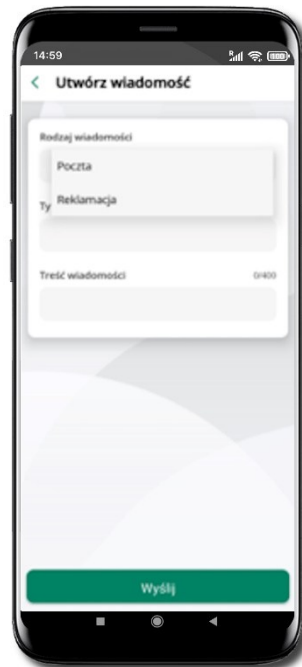 14:59
Utwórz wiadomość
Rodzaj wiadomości
Poczta
Ty
Reklamacja
Treść wiadomości 0/400
Wyślij